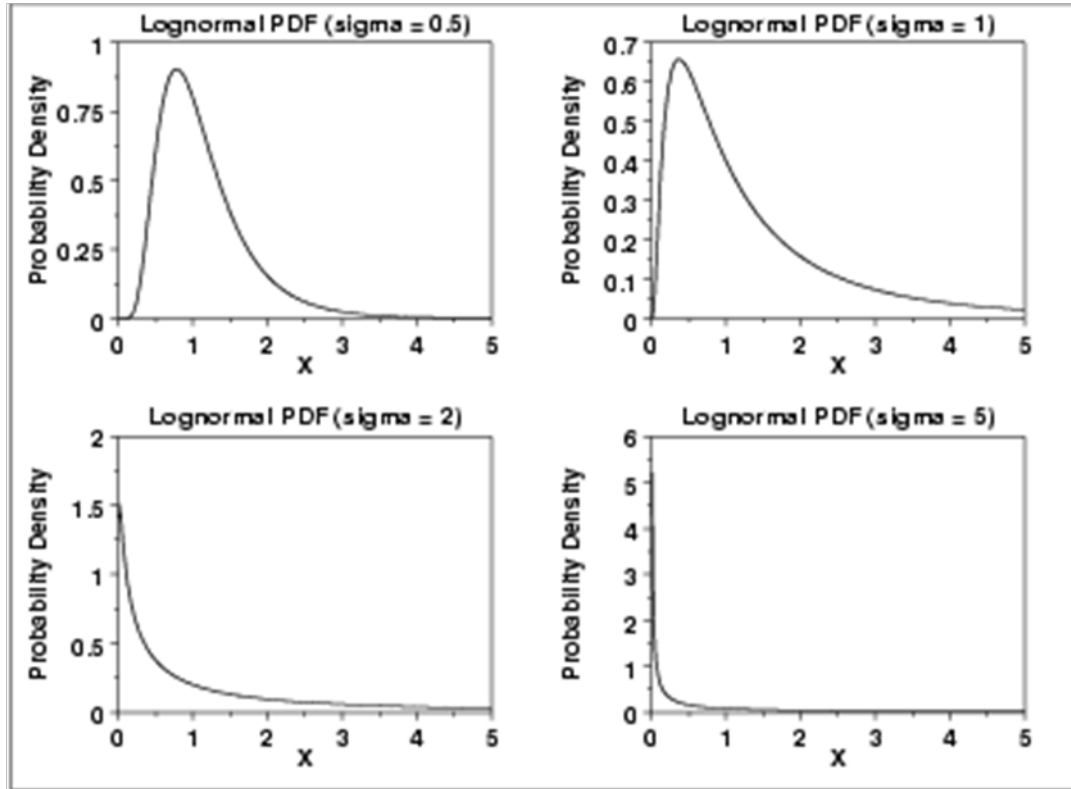 Lognormal PDF (sigma = 0.5)
Probability Density
1
0.75
0.5
0.25
0
0 1 2 3 4 5
X
Lognormal PDF (sigma = 1)
Probability Density
0.7
0.6
0.5
0.4
0.3
0.2
0.1
0
0 1 2 3 4 5
X
Lognormal PDF (sigma = 2)
Probability Density
2
1.5
1
0.5
0
0 1 2 3 4 5
X
Lognormal PDF (sigma = 5)
Probability Density
6
5
4
3
2
1
0
0 1 2 3 4 5
X